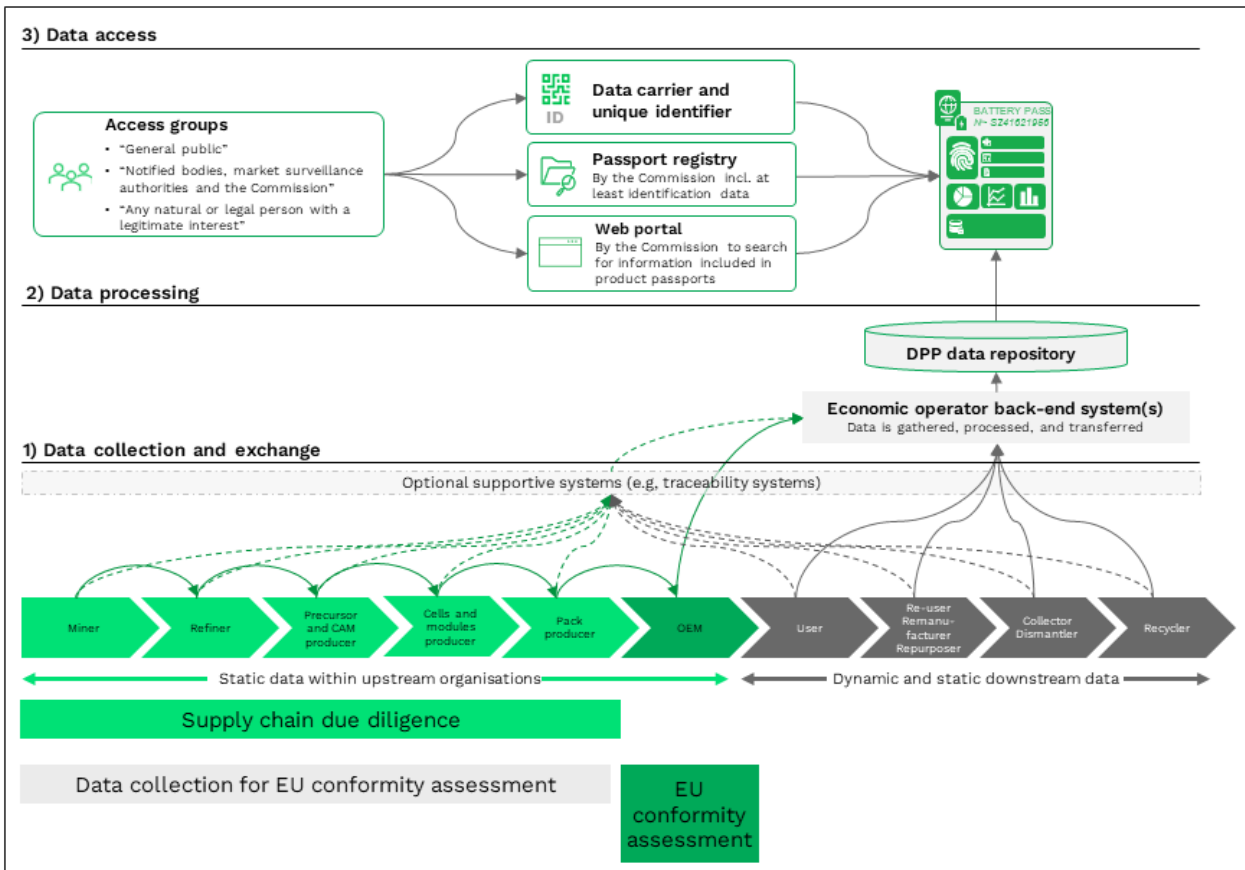 3) Data access
Access groups
• “General public”
• “Notified bodies, market surveillance
authorities and the Commission”
• “Any natural or legal person with a
legitimate interest”
ID
Data carrier and
unique identifier
Passport registry
By the Commission incl. at
least identification data
Web portal
By the Commission to search
for information included in
product passports
BATTERY PASS
N~ SZ41621956
2) Data processing
DPP data repository
Economic operator back-end system(s)
Data is gathered, processed, and transferred
1) Data collection and exchange
Optional supportive systems (e.g, traceability systems)
Miner
Refiner
Precursor
and CAM
producer
Cells and
modules
producer
Pack
producer
OEM
User
Re-user
Remanu-
facturer
Repurposer
Collector
Dismantler
Recycler
Static data within upstream organisations
Dynamic and static downstream data
Supply chain due diligence
Data collection for EU conformity assessment
EU
conformity
assessment